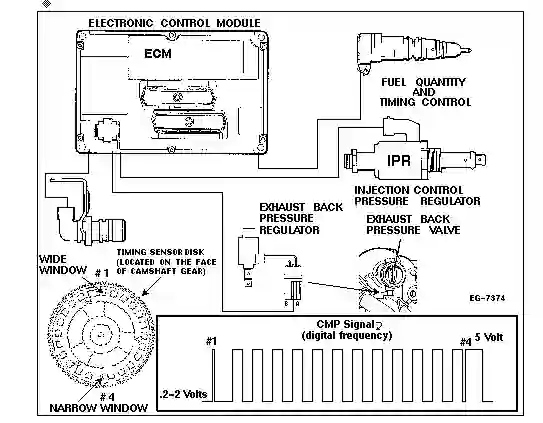 ELECTRONIC CONTROL MODULE
ECM
FUEL QUANTITY
AND
TIMING CONTROL
IPR
INJECTION CONTROL
PRESSURE REGULATOR
EXHAUST BACK
PRESSURE
REGULATOR
EXHAUST BACK
PRESSURE VALVE
WIDE
WINDOW
#1
TIMING SENSOR DISK
(LOCATED ON THE FACE
OF CAMSHAFT GEAR)
B A
EG-7374
#4
NARROW WINDOW
CMP Signal
(digital frequency)
#1
#4 5 Volt
.2-2 Volts